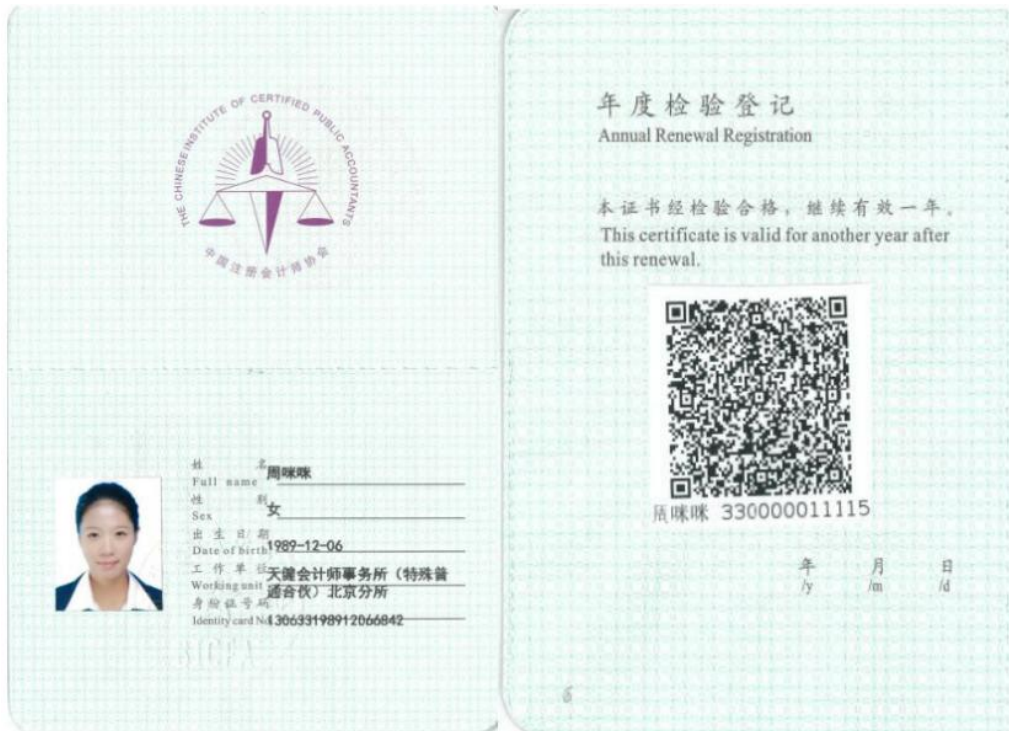 THE CHINESE INSTITUTE OF CERTIFIED PUBLIC ACCOUNTANTS
中国注册会计师协会
姓 名 周咪咪
Full name
性 别 女
Sex
出生日期 1989-12-06
Date of birth
工作单位 天健会计师事务所（特殊普
Working unit 通合伙）北京分所
身份证号码
Identity card No. 130633198912066842
年度检验登记
Annual Renewal Registration
本证书经检验合格，继续有效一年。
This certificate is valid for another year after
this renewal.
周咪咪 330000011115
年 月 日
/y /m /d
6